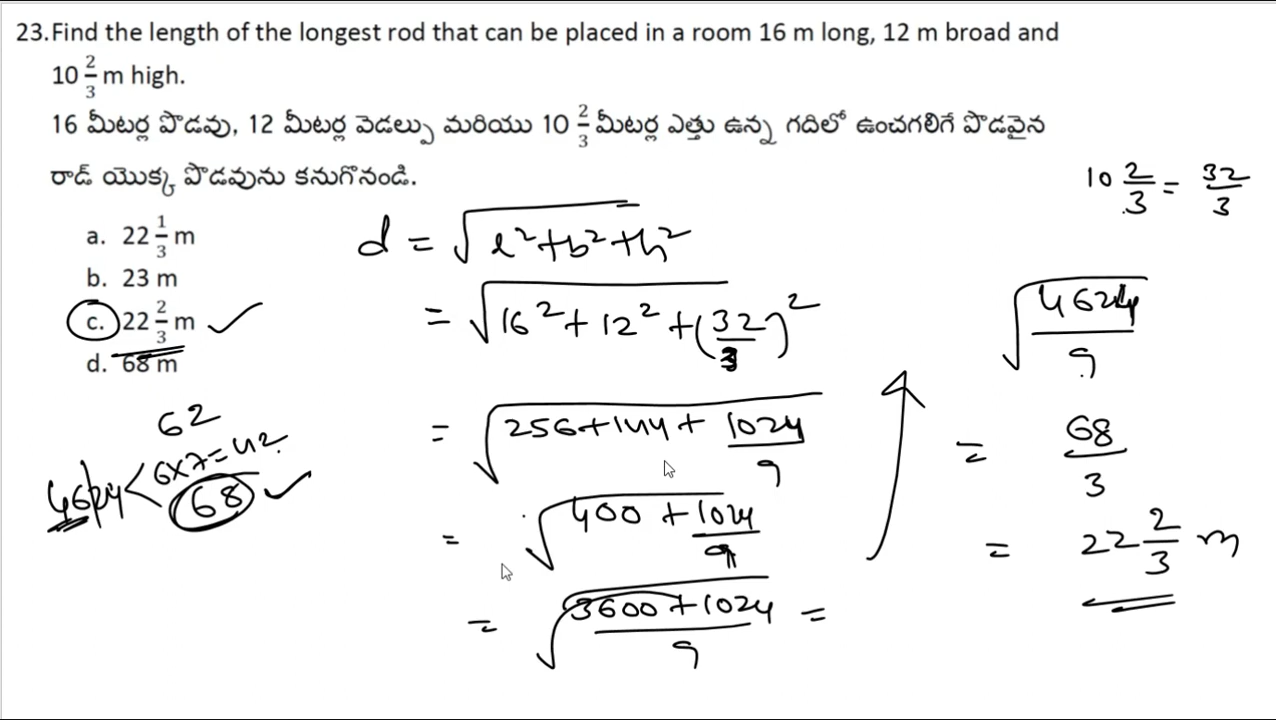 23.Find the length of the longest rod that can be placed in a room 16 m long, 12 m broad and
10 2/3 m high.
16 మీటర్ల పొడవు, 12 మీటర్ల వెడల్పు మరియు 10 2/3 మీటర్ల ఎత్తు ఉన్న గదిలో ఉంచగలిగే పొడవైన
రాడ్ యొక్క పొడవును కనుగొనండి.
10 2/3 = 32/3
a. 22 1/3 m
b. 23 m
c. 22 2/3 m
d. 68 m
d = √(l²+b²+h²)
= √(16²+12²+(32/3)²)
= √(256+144+1024/9)
= √(400+1024/9)
= √((3600+1024)/9) =
√(4624/9)
= 68/3
= 22 2/3 m
62
6x7=42
4624 < 68